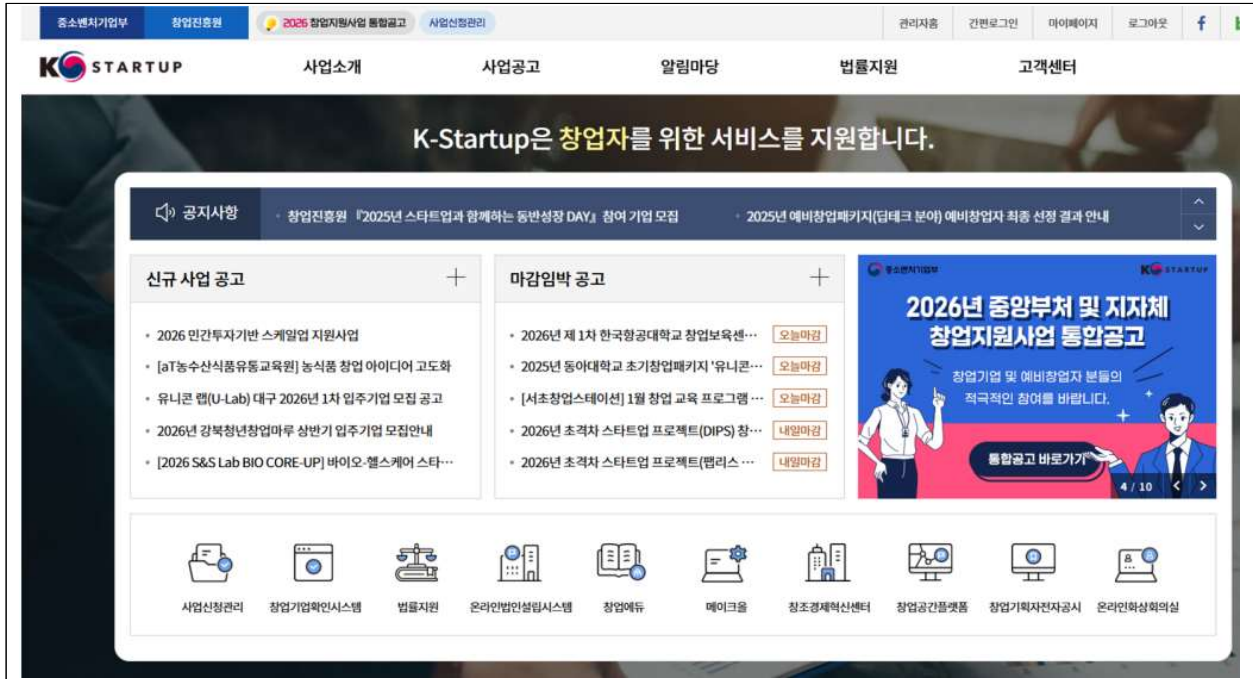 중소벤처기업부
창업진흥원
2026 창업지원사업 통합공고
사업신청관리
관리자홈
간편로그인
마이페이지
로그아웃
f
K STARTUP
사업소개
사업공고
알림마당
법률지원
고객센터
K-Startup은 창업자를 위한 서비스를 지원합니다.
공지사항
· 창업진흥원 『2025년 스타트업과 함께하는 동반성장 DAY』 참여 기업 모집
· 2025년 예비창업패키지(딥테크 분야) 예비창업자 최종 선정 결과 안내
신규 사업 공고
· 2026 민간투자기반 스케일업 지원사업
· [aT농수산식품유통교육원] 농식품 창업 아이디어 고도화
· 유니콘 랩(U-Lab) 대구 2026년 1차 입주기업 모집 공고
· 2026년 강북청년창업마루 상반기 입주기업 모집안내
· [2026 S&S Lab BIO CORE-UP] 바이오·헬스케어 스타…
마감임박 공고
· 2026년 제 1차 한국항공대학교 창업보육센… 오늘마감
· 2025년 동아대학교 초기창업패키지 '유니콘… 오늘마감
· [서초창업스테이션] 1월 창업 교육 프로그램 … 오늘마감
· 2026년 초격차 스타트업 프로젝트(DIPS) 창… 내일마감
· 2026년 초격차 스타트업 프로젝트(팹리스 … 내일마감
중소벤처기업부
K STARTUP
2026년 중앙부처 및 지자체
창업지원사업 통합공고
창업기업 및 예비창업자 분들의
적극적인 참여를 바랍니다.
통합공고 바로가기
4 / 10
사업신청관리
창업기업확인시스템
법률지원
온라인법인설립시스템
창업에듀
메이크올
창조경제혁신센터
창업공간플랫폼
창업기획자전자공시
온라인화상회의실